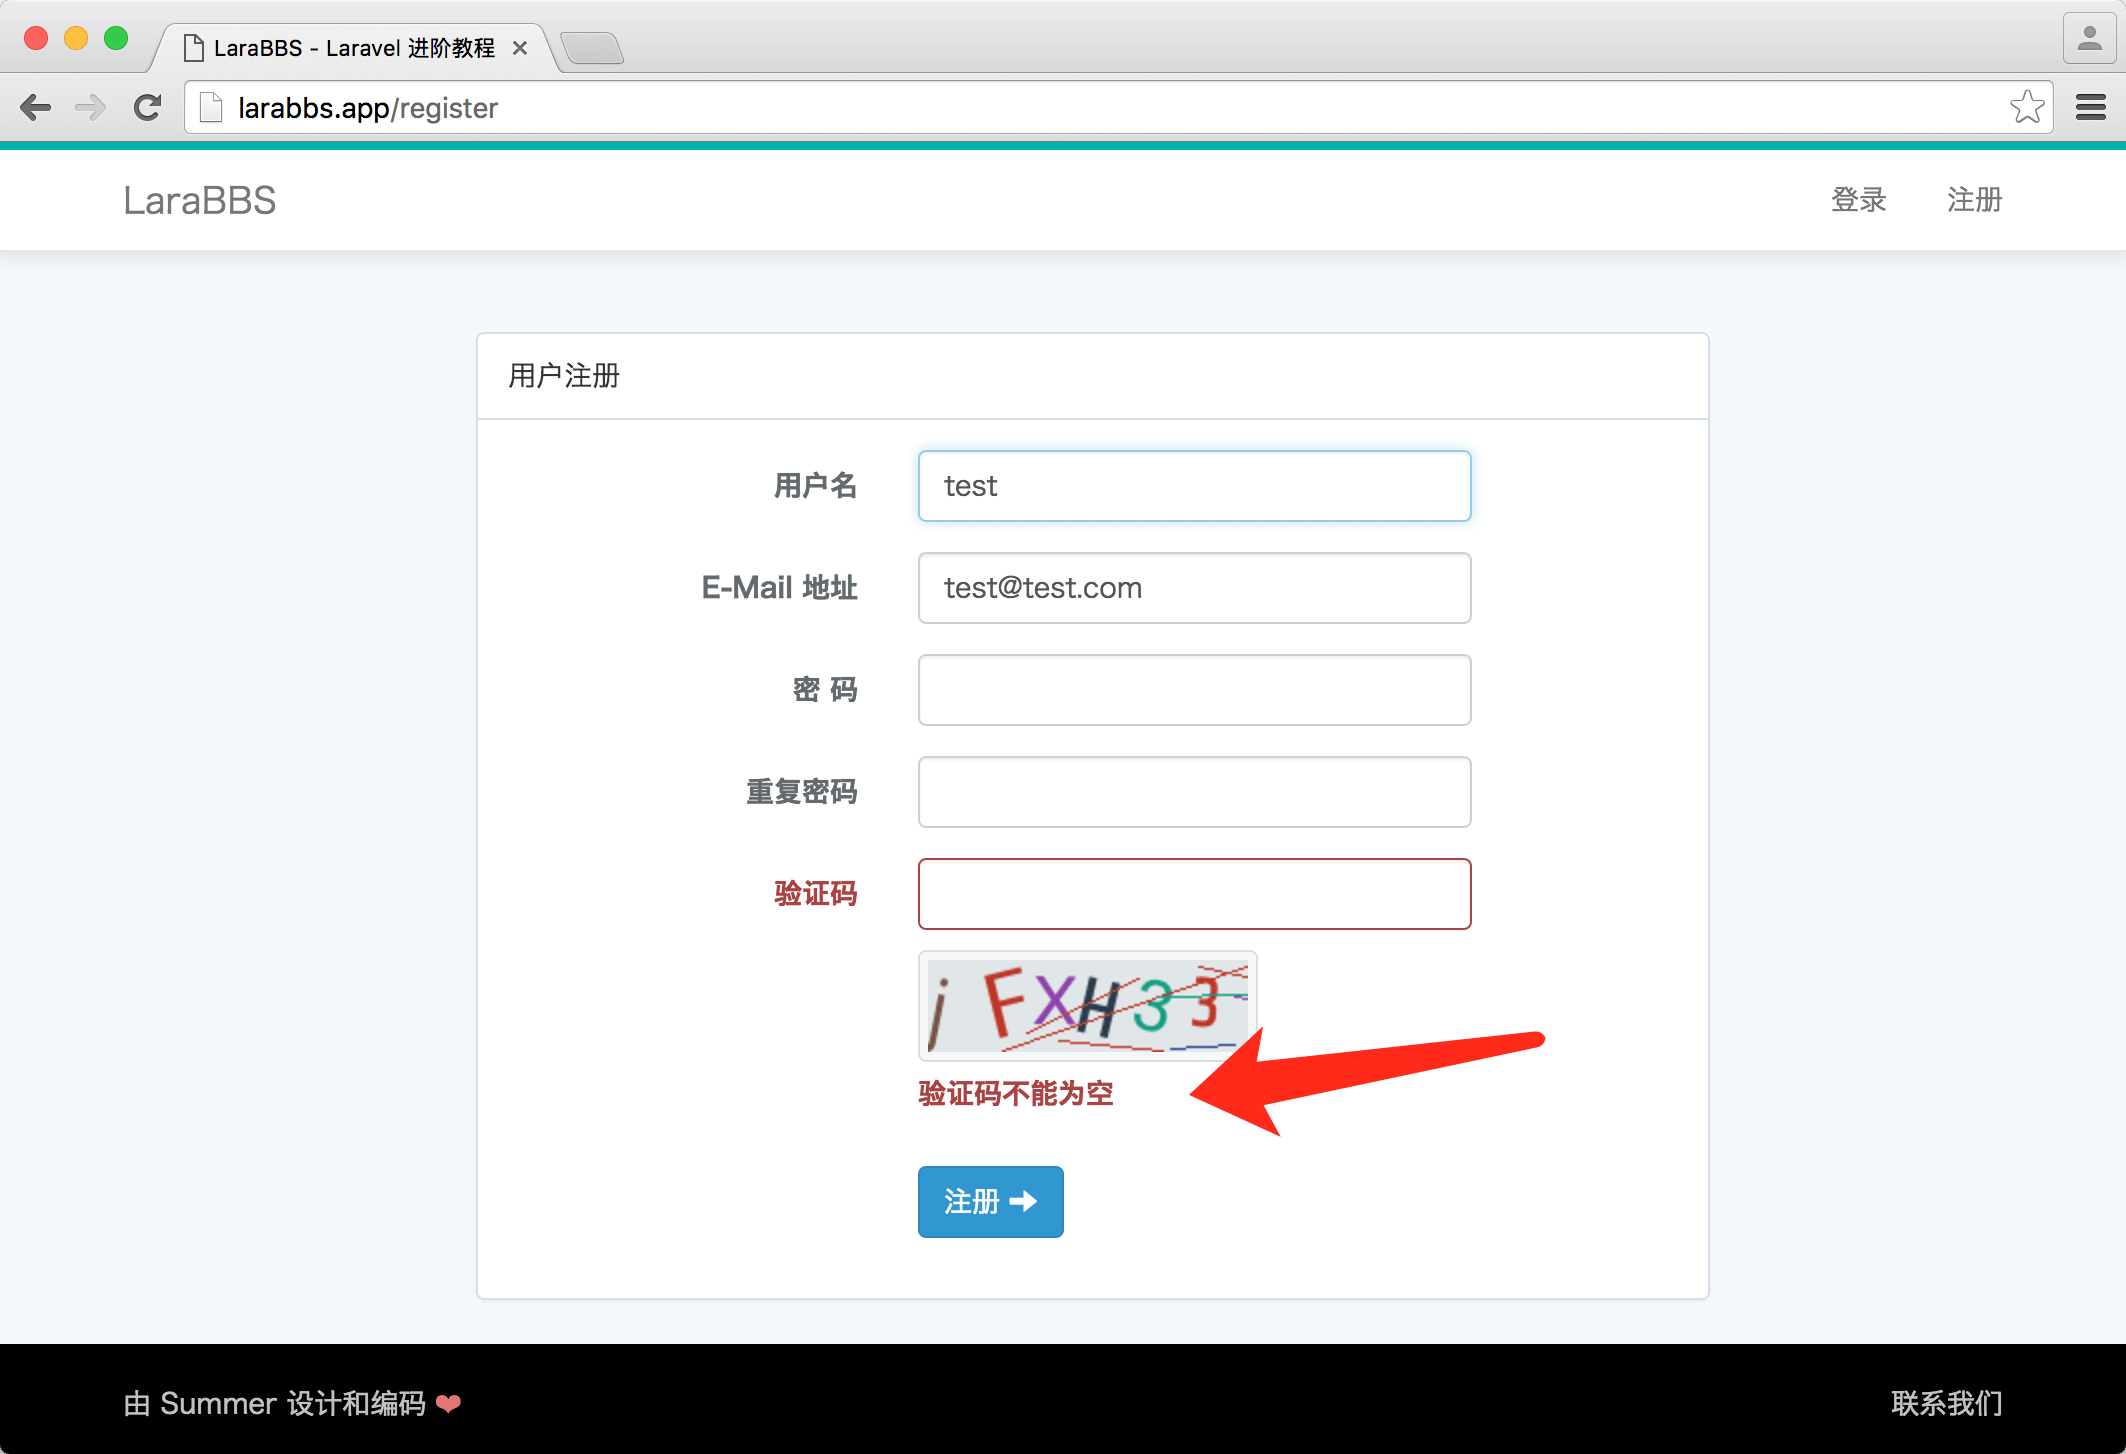 LaraBBS - Laravel 进阶教程
larabbs.app/register
LaraBBS
登录
注册
用户注册
用户名
test
E-Mail 地址
test@test.com
密 码
重复密码
验证码
jFXH33
验证码不能为空
注册
由 Summer 设计和编码 ❤
联系我们